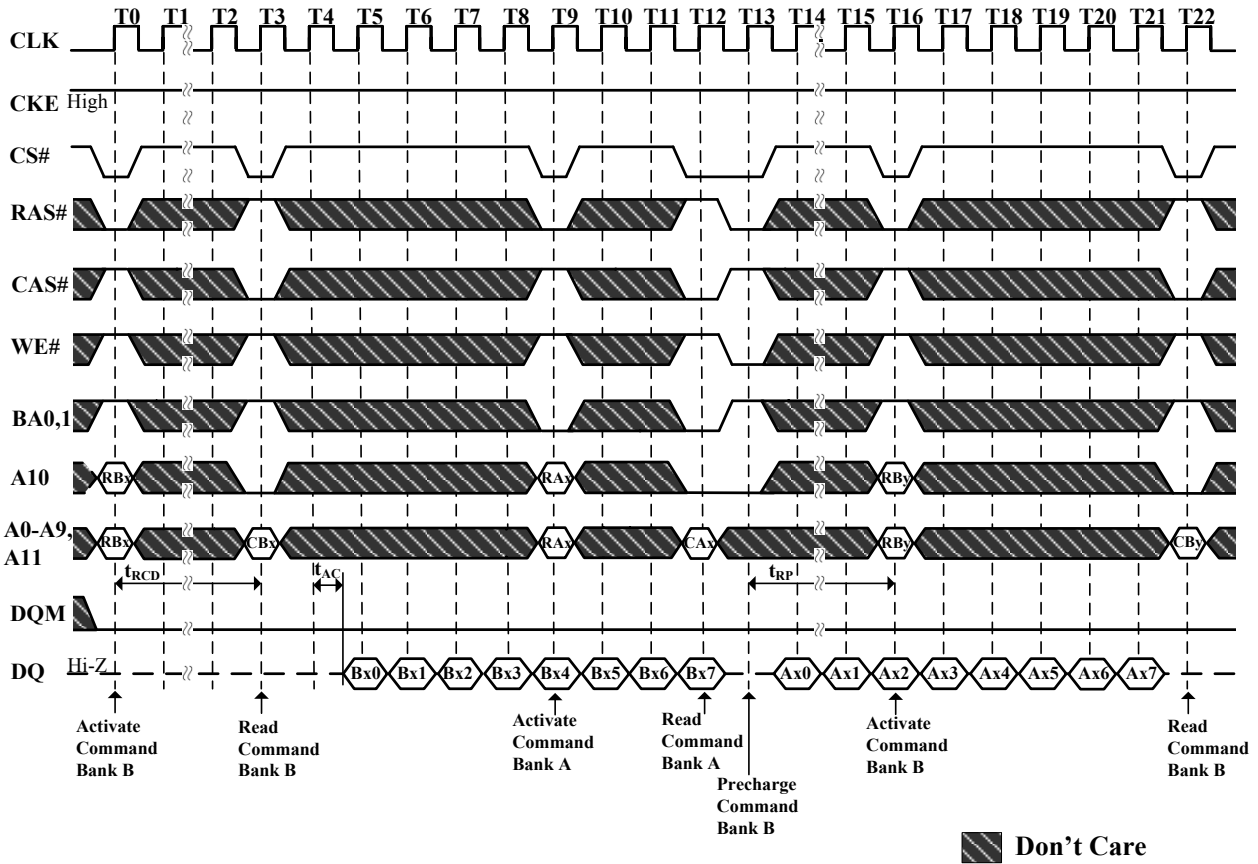 T0 T1 T2 T3 T4 T5 T6 T7 T8 T9 T10 T11 T12 T13 T14 T15 T16 T17 T18 T19 T20 T21 T22
CLK
CKE High
CS#
RAS#
CAS#
WE#
BA0,1
A10 RBx RAx RBy
A0-A9,
A11 RBx CBx RAx CAx RBy CBy
tRCD tAC tRP
DQM
DQ Hi-Z Bx0 Bx1 Bx2 Bx3 Bx4 Bx5 Bx6 Bx7 Ax0 Ax1 Ax2 Ax3 Ax4 Ax5 Ax6 Ax7
Activate
Command
Bank B
Read
Command
Bank B
Activate
Command
Bank A
Read
Command
Bank A
Precharge
Command
Bank B
Activate
Command
Bank B
Read
Command
Bank B
Don't Care